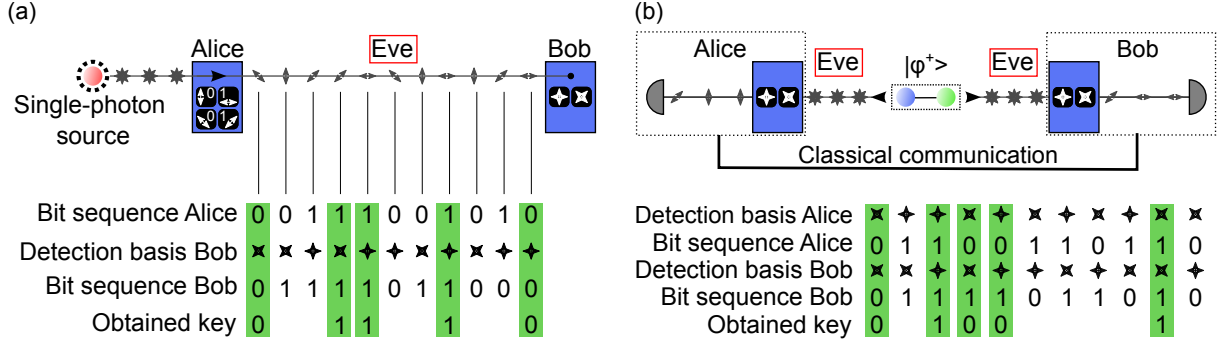 (a)
Alice
Eve
Bob
0 1
0 1
Single-photon
source
Bit sequence Alice 0 0 1 1 1 0 0 1 0 1 0
Detection basis Bob
Bit sequence Bob 0 1 1 1 1 0 1 1 0 0 0
Obtained key 0 1 1 1 0
(b)
Alice
Eve
|φ⁺>
Eve
Bob
Classical communication
Detection basis Alice
Bit sequence Alice 0 1 1 0 0 1 1 0 1 1 0
Detection basis Bob
Bit sequence Bob 0 1 1 1 1 0 1 1 0 1 0
Obtained key 0 1 0 0 1